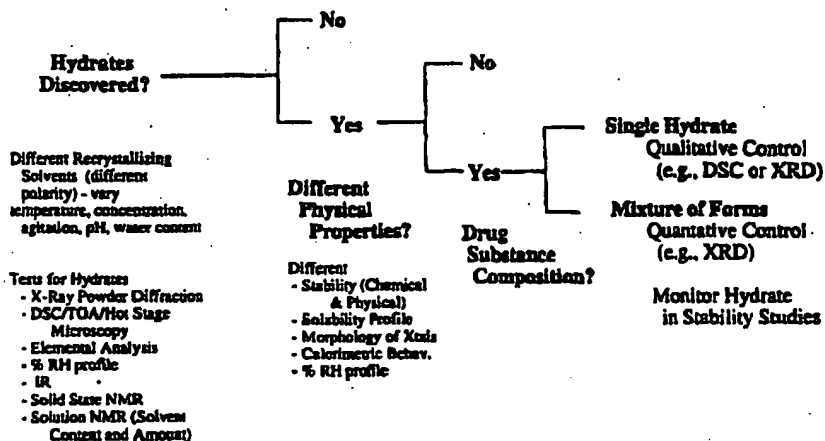 Hydrates
Discovered?
No
Yes
No
Yes
Single Hydrate
Qualitative Control
(e.g., DSC or XRD)
Mixture of Forms
Quantative Control
(e.g., XRD)
Monitor Hydrate
in Stability Studies
Different Recrystallizing
Solvents (different
polarity) - vary
temperature, concentration,
agitation, pH, water content
Tests for Hydrates
- X-Ray Powder Diffraction
- DSC/TGA/Hot Stage
Microscopy
- Elemental Analysis
- % RH profile
- IR
- Solid State NMR
- Solution NMR (Solvent
Content and Amount)
Different
Physical
Properties?
Different
- Stability (Chemical
& Physical)
- Solubility Profile
- Morphology of Xtals
- Calorimetric Behav.
- % RH profile
Drug
Substance
Composition?